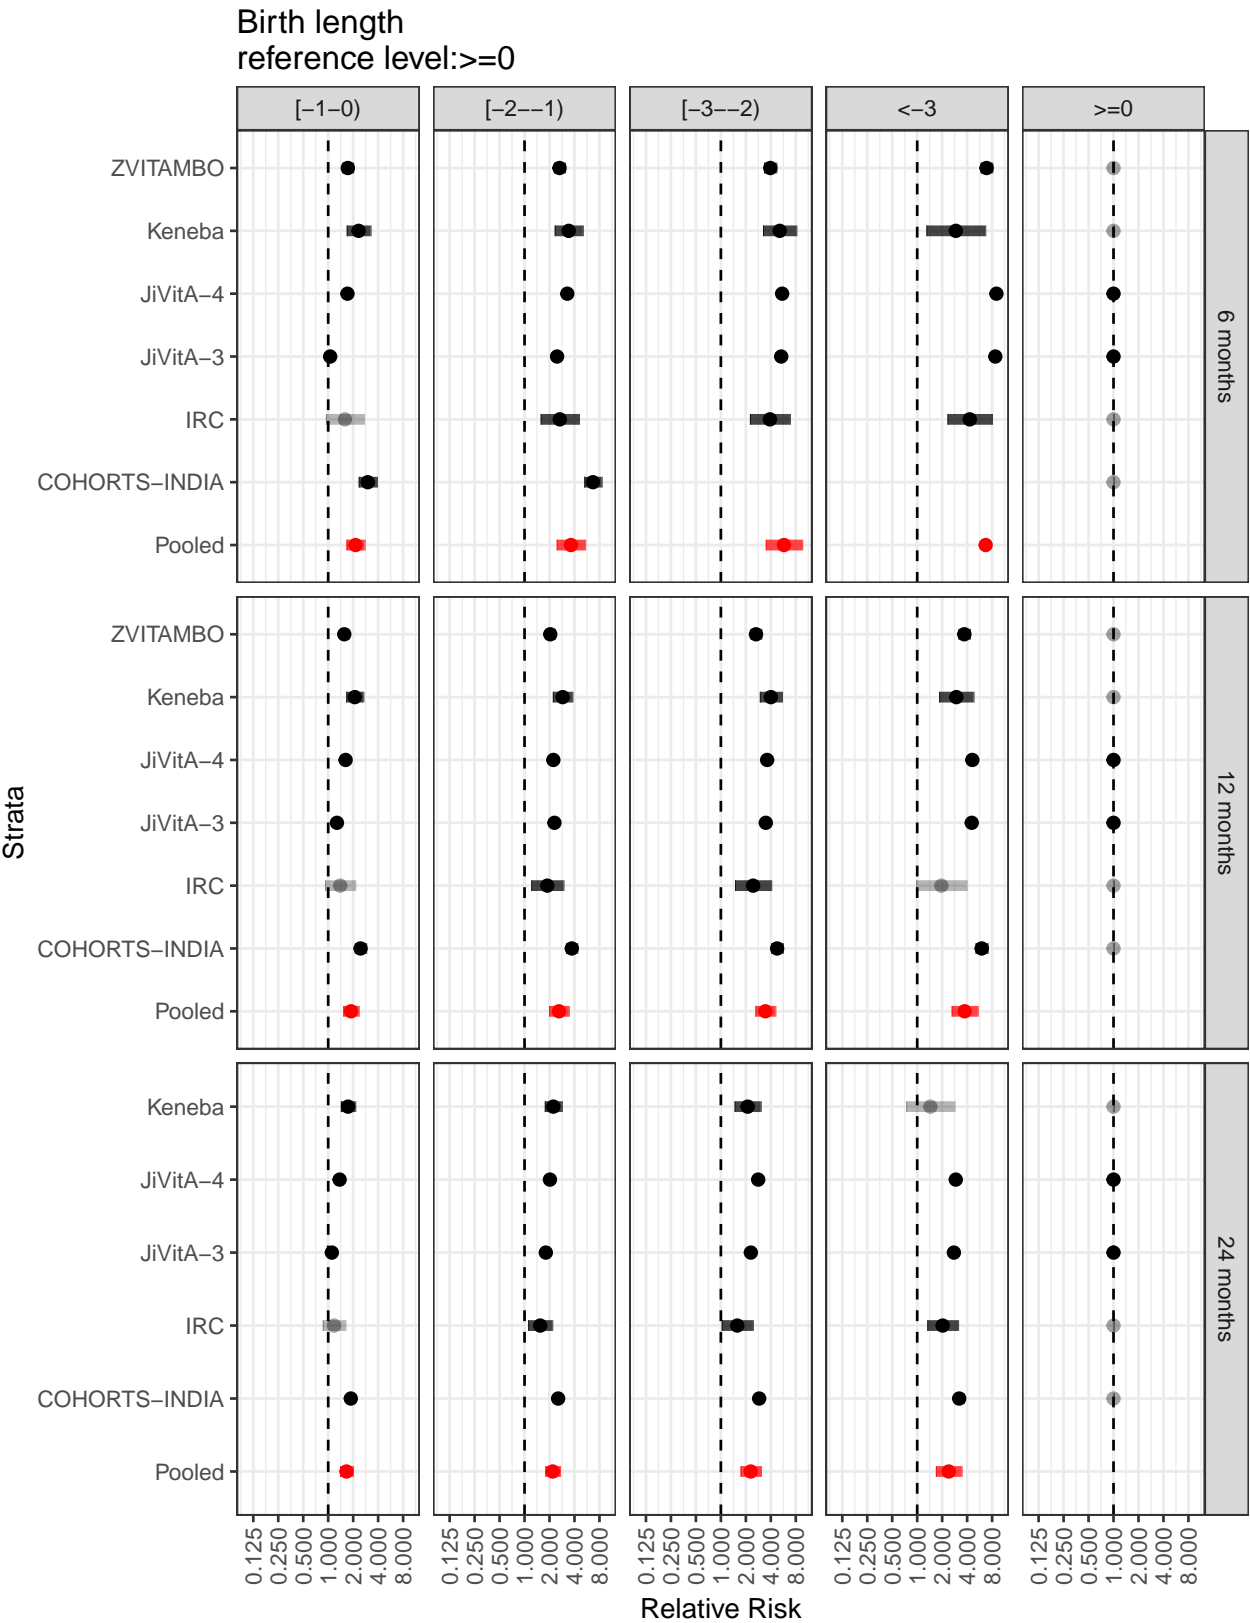 Birth length
reference level:>=0
[−1−0)
[−2−−1)
[−3−−2)
<−3
>=0
ZVITAMBO
Keneba
JiVitA−4
JiVitA−3
IRC
COHORTS−INDIA
Pooled
6 months
ZVITAMBO
Keneba
JiVitA−4
JiVitA−3
IRC
COHORTS−INDIA
Pooled
12 months
Keneba
JiVitA−4
JiVitA−3
IRC
COHORTS−INDIA
Pooled
24 months
Strata
0.125 0.250 0.500 1.000 2.000 4.000 8.000
0.125 0.250 0.500 1.000 2.000 4.000 8.000
0.125 0.250 0.500 1.000 2.000 4.000 8.000
0.125 0.250 0.500 1.000 2.000 4.000 8.000
0.125 0.250 0.500 1.000 2.000 4.000 8.000
Relative Risk